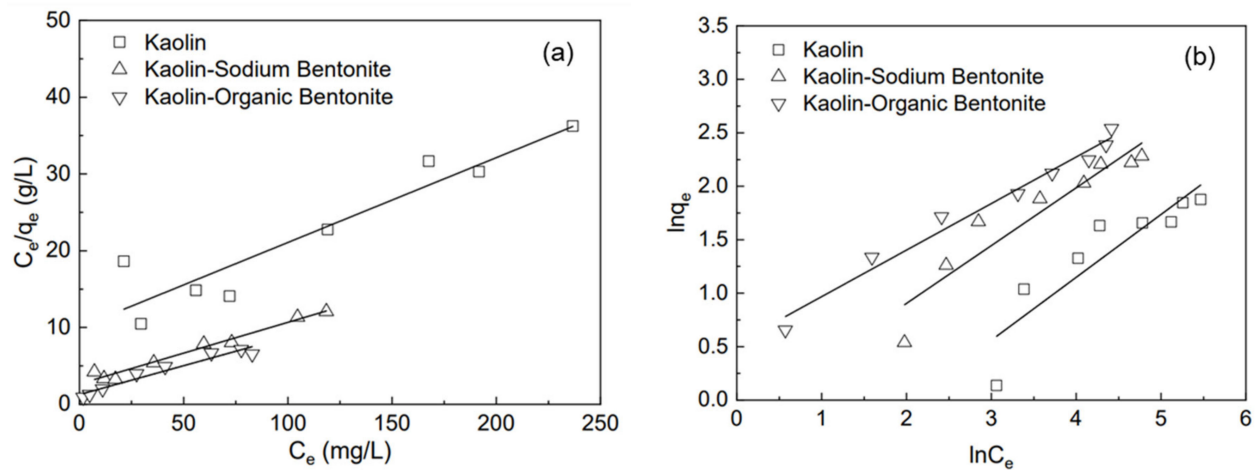 (a)
Kaolin
Kaolin-Sodium Bentonite
Kaolin-Organic Bentonite
50
40
30
20
10
0
Cₑ/qₑ (g/L)
0 50 100 150 200 250
Cₑ (mg/L)
(b)
Kaolin
Kaolin-Sodium Bentonite
Kaolin-Organic Bentonite
3.5
3.0
2.5
2.0
1.5
1.0
0.5
0.0
lnqₑ
0 1 2 3 4 5 6
lnCₑ